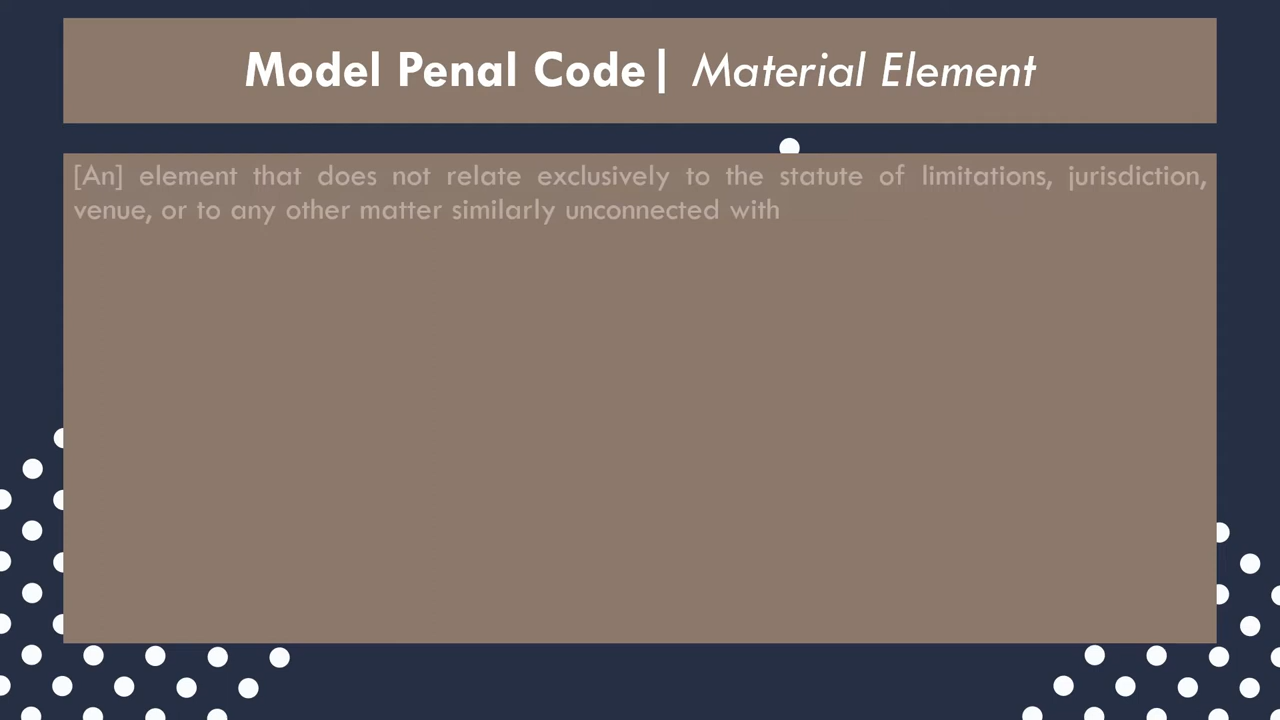 Model Penal Code| Material Element
[An] element that does not relate exclusively to the statute of limitations, jurisdiction,
venue, or to any other matter similarly unconnected with